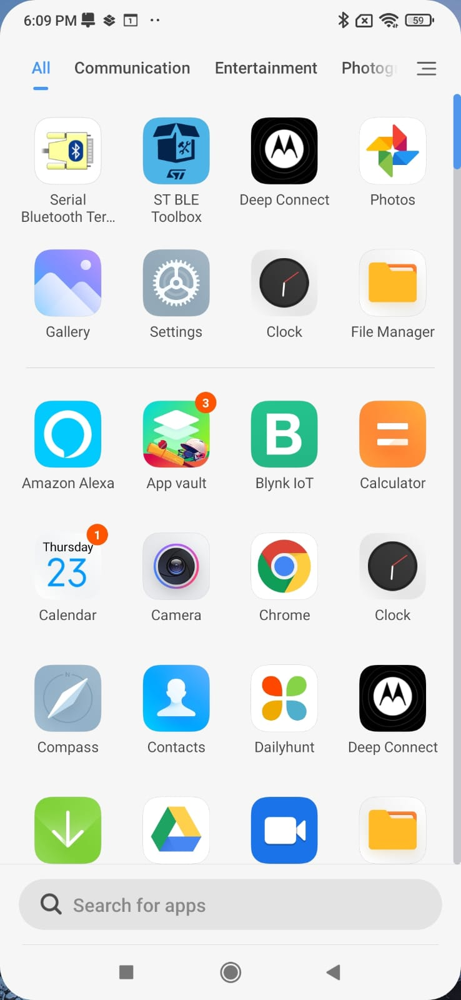 6:09 PM 1 59
All Communication Entertainment Photog
Serial Bluetooth Ter...
ST
ST BLE Toolbox
Deep Connect
Photos
Gallery
Settings
Clock
File Manager
Amazon Alexa
3
App vault
B
Blynk IoT
Calculator
1
Thursday
23
Calendar
Camera
Chrome
Clock
N
Compass
Contacts
Dailyhunt
Deep Connect
Search for apps